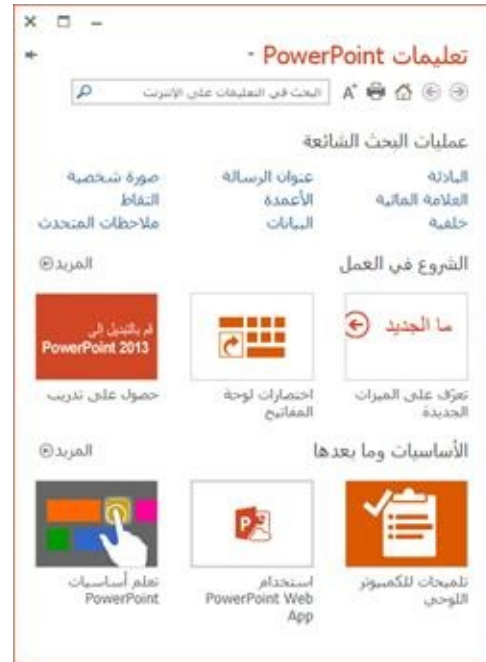 تعليمات PowerPoint
البحث في التعليمات على الإنترنت
عمليات البحث الشائعة
البادئة
عنوان الرسالة
صورة شخصية
العلامة المائية
الأعمدة
النقاط
خلفية
البيانات
ملاحظات المتحدث
الشروع في العمل
المزيد
ما الجديد
قم بالتبديل إلى
PowerPoint 2013
تعرّف على الميزات
الجديدة
اختصارات لوحة
المفاتيح
حصول على تدريب
الأساسيات وما بعدها
المزيد
تلميحات للكمبيوتر
اللوحي
استخدام
PowerPoint Web
App
تعلم أساسيات
PowerPoint